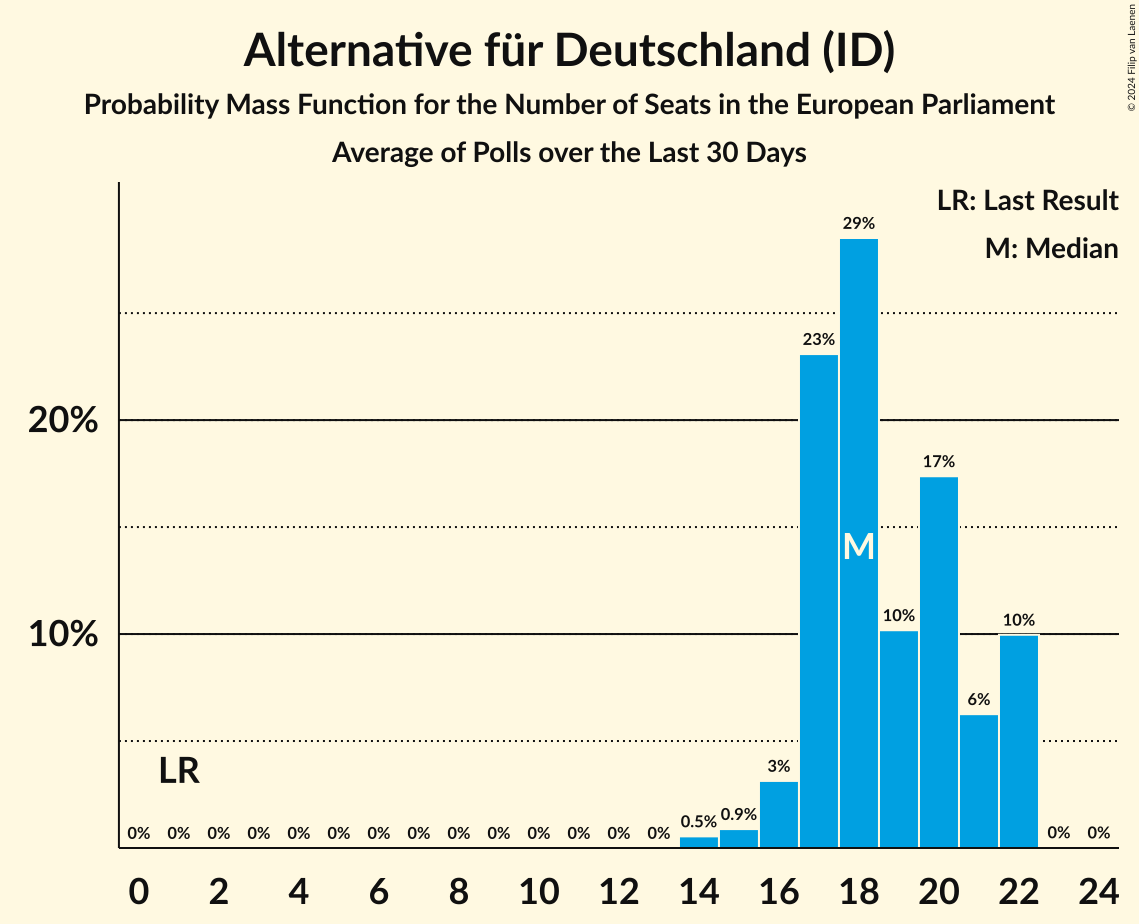 Alternative für Deutschland (ID)
Probability Mass Function for the Number of Seats in the European Parliament
Average of Polls over the Last 30 Days
© 2024 Filip van Laenen
LR: Last Result
M: Median
29%
23%
20%
17%
M
10%
10%
10%
6%
LR
3%
0% 0% 0% 0% 0% 0% 0% 0% 0% 0% 0% 0% 0% 0% 0.5% 0.9% 0% 0%
0 2 4 6 8 10 12 14 16 18 20 22 24